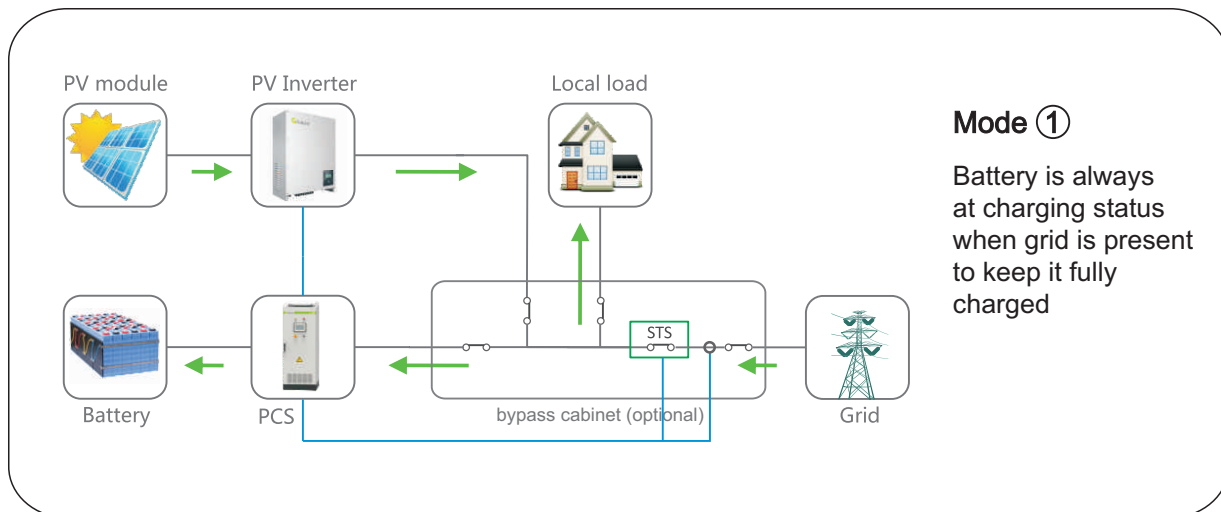 PV module
PV Inverter
Local load
Mode ①
Battery is always
at charging status
when grid is present
to keep it fully
charged
STS
Battery
PCS
bypass cabinet (optional)
Grid